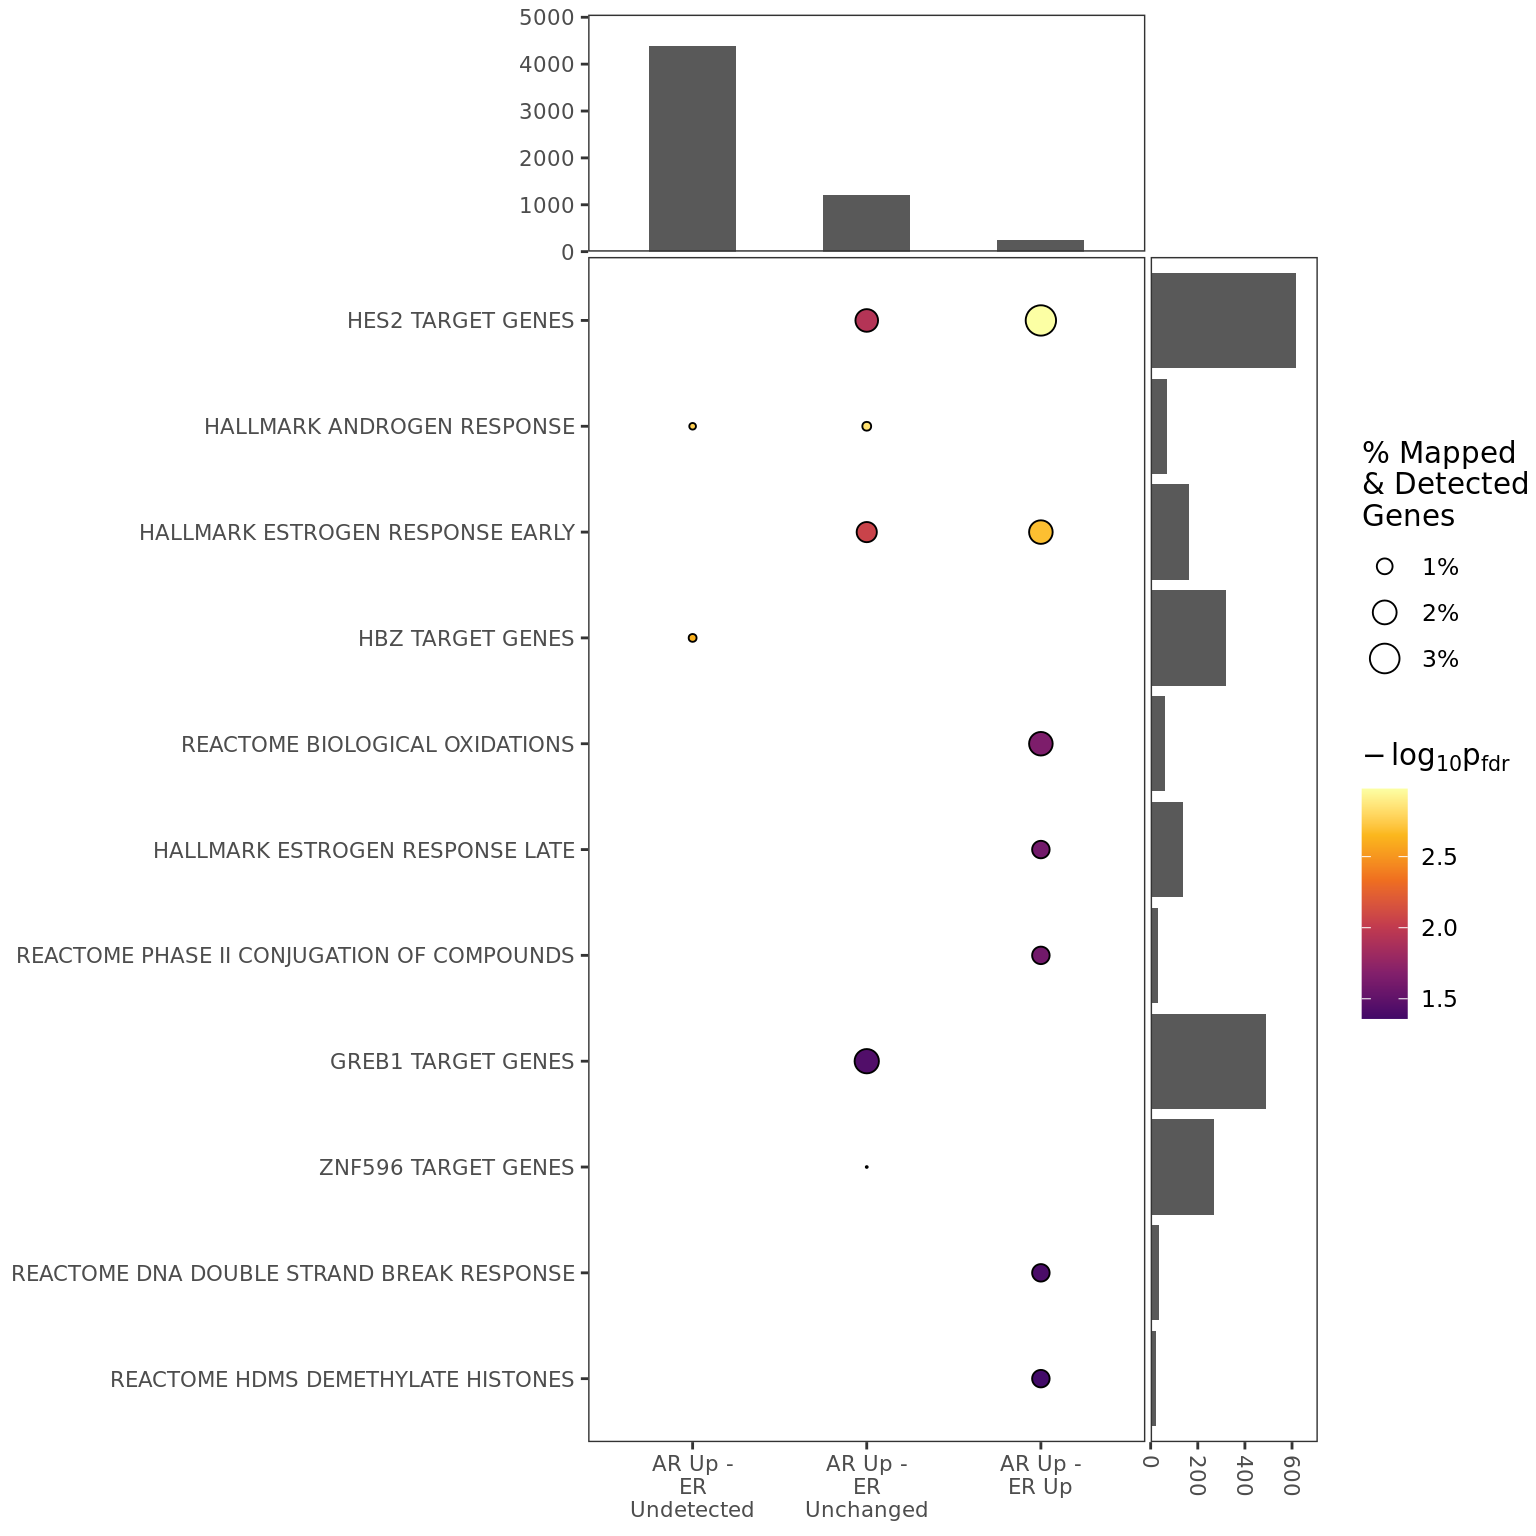 5000
4000
3000
2000
1000
0
HES2 TARGET GENES
HALLMARK ANDROGEN RESPONSE
HALLMARK ESTROGEN RESPONSE EARLY
HBZ TARGET GENES
REACTOME BIOLOGICAL OXIDATIONS
HALLMARK ESTROGEN RESPONSE LATE
REACTOME PHASE II CONJUGATION OF COMPOUNDS
GREB1 TARGET GENES
ZNF596 TARGET GENES
REACTOME DNA DOUBLE STRAND BREAK RESPONSE
REACTOME HDMS DEMETHYLATE HISTONES
AR Up -
ER
Undetected
AR Up -
ER
Unchanged
AR Up -
ER Up
0
200
400
600
% Mapped
& Detected
Genes
1%
2%
3%
− log10pfdr
2.5
2.0
1.5